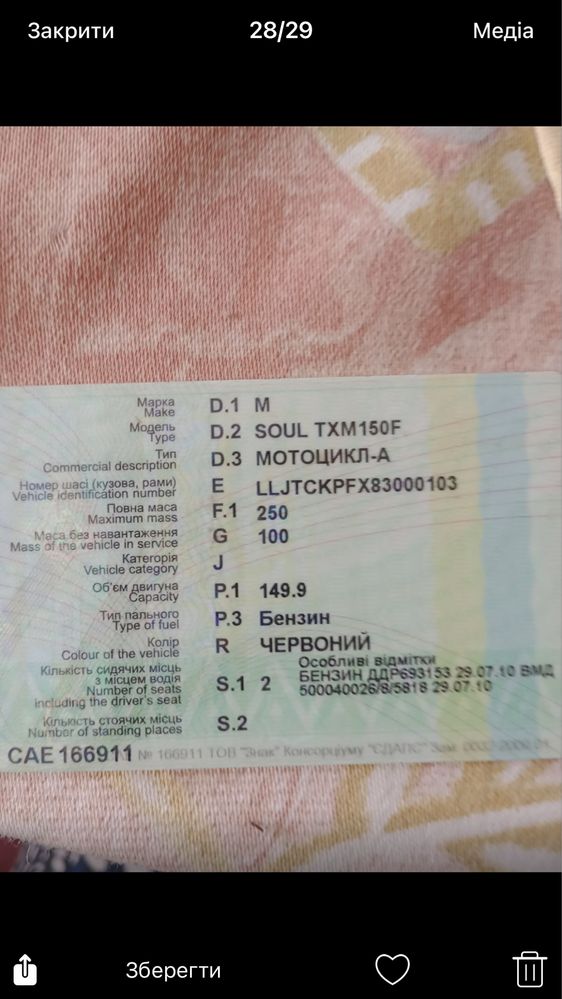 Закрити 28/29 Медіа
Марка D.1 M
Make
Модель D.2 SOUL TXM150F
Type
Тип D.3 МОТОЦИКЛ-А
Commercial description
Номер шасі (кузова, рами) E LLJTCKPFX83000103
Vehicle identification number
Повна маса F.1 250
Maximum mass
Маса без навантаження G 100
Mass of the vehicle in service
Категорія J
Vehicle category
Об'єм двигуна P.1 149.9
Capacity
Тип пального P.3 Бензин
Type of fuel
Колір R ЧЕРВОНИЙ
Colour of the vehicle
Кількість сидячих місць S.1 2 Особливі відмітки
з місцем водія БЕНЗИН ДДР693153 29.07.10 ВМД
Number of seats 500040026/8/5818 29.07.10
including the driver's seat
Кількість стоячих місць S.2
Number of standing places
САЕ 166911 № 166911 ТОВ "Знак" Консорціуму "ЄДАПС" Зам.
Зберегти